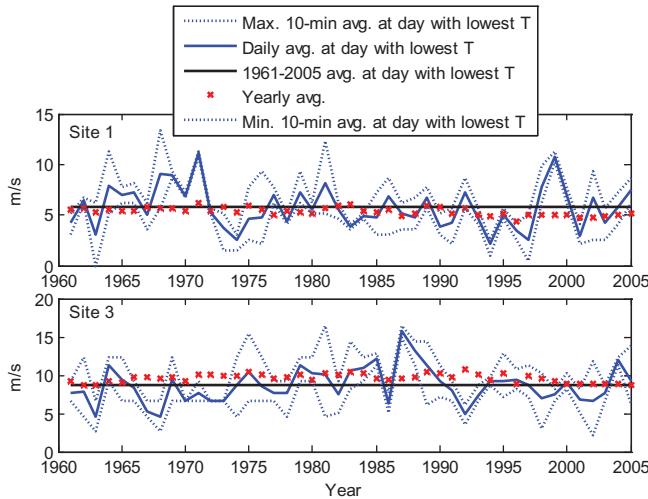 Max. 10-min avg. at day with lowest T
Daily avg. at day with lowest T
1961-2005 avg. at day with lowest T
Yearly avg.
Min. 10-min avg. at day with lowest T
15
10
5
0
m/s
Site 1
1960 1965 1970 1975 1980 1985 1990 1995 2000 2005
20
15
10
5
0
m/s
Site 3
1960 1965 1970 1975 1980 1985 1990 1995 2000 2005
Year